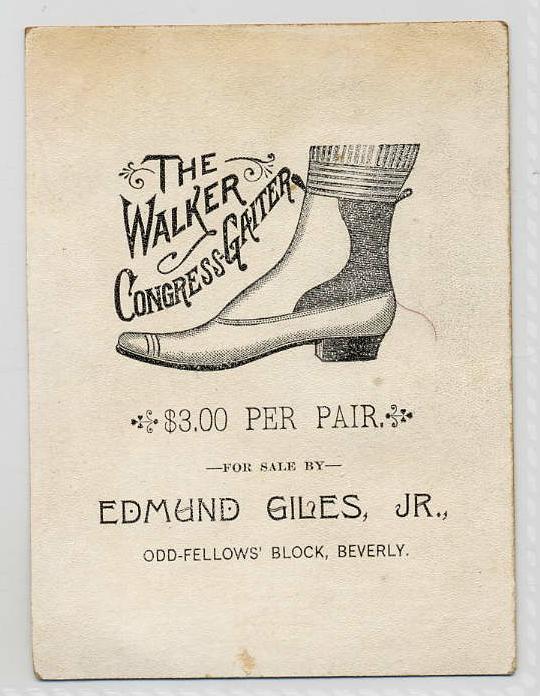 THE
WALKER
CONGRESS-GAITER
$3.00 PER PAIR.
—FOR SALE BY—
EDMUND GILES, JR.,
ODD-FELLOWS' BLOCK, BEVERLY.